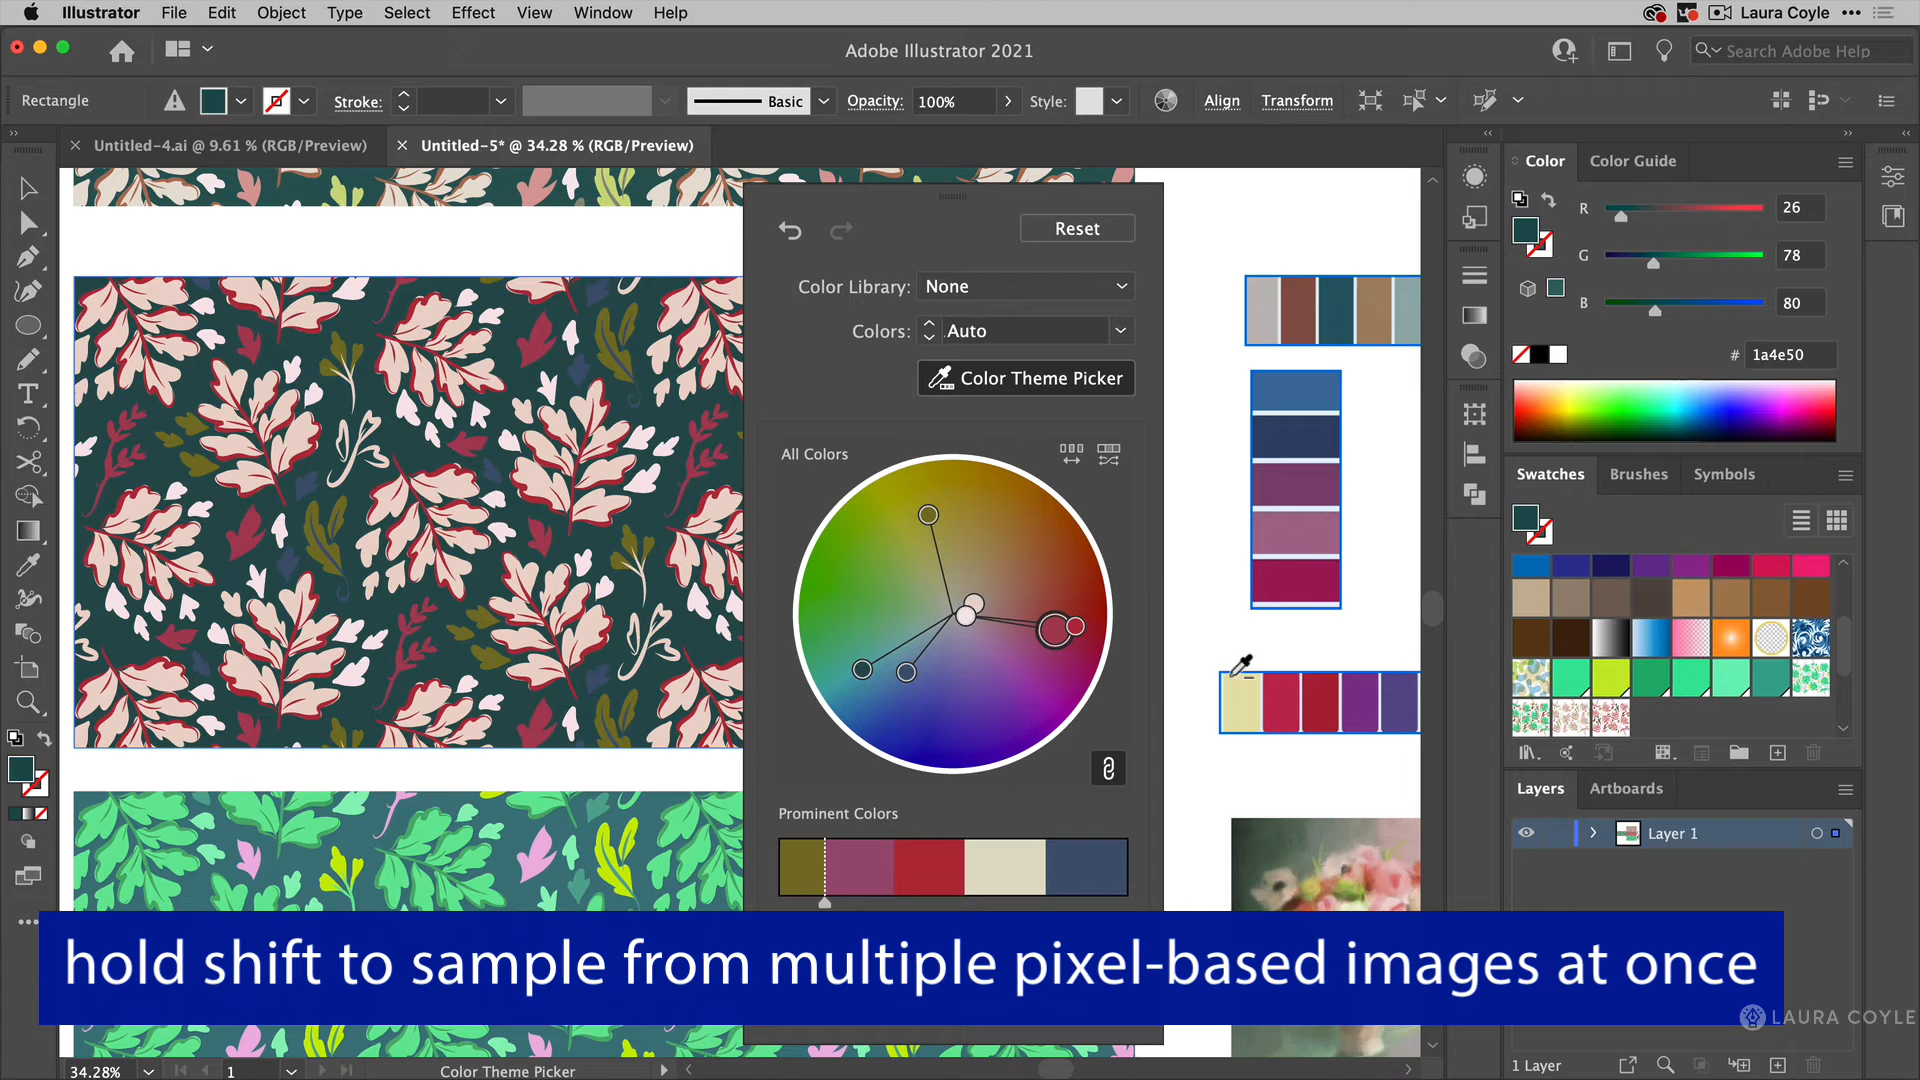 Illustrator File Edit Object Type Select Effect View Window Help
Laura Coyle
Adobe Illustrator 2021
Search Adobe Help
Rectangle
Stroke:
Basic
Opacity:
100%
Style:
Align
Transform
Untitled-4.ai @ 9.61 % (RGB/Preview)
Untitled-5* @ 34.28 % (RGB/Preview)
Color
Color Guide
Reset
R
26
G
78
B
80
Color Library:
None
Colors:
Auto
Color Theme Picker
#
1a4e50
All Colors
Swatches
Brushes
Symbols
Prominent Colors
Layers
Artboards
Layer 1
hold shift to sample from multiple pixel-based images at once
LAURA COYLE
34.28%
1
Color Theme Picker
1 Layer